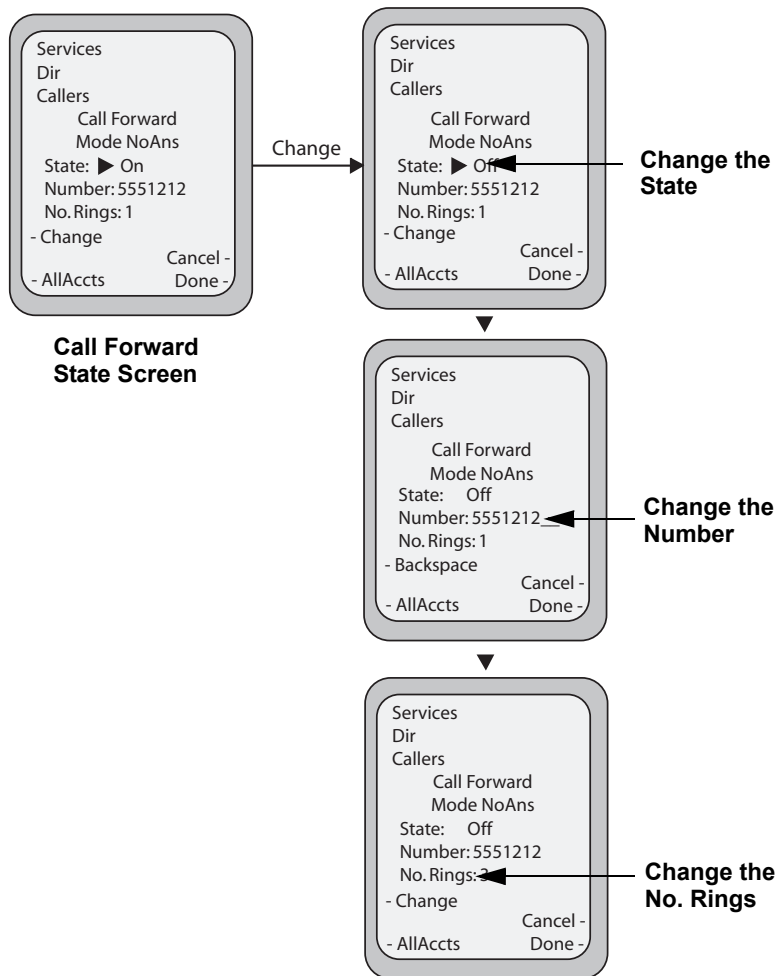 Services
Dir
Callers
Call Forward
Mode NoAns
State: ▶ On
Number: 5551212
No. Rings: 1
- Change
Cancel -
- AllAccts Done -
Call Forward
State Screen
Change
Services
Dir
Callers
Call Forward
Mode NoAns
State: ▶ Off
Number: 5551212
No. Rings: 1
- Change
Cancel -
- AllAccts Done -
Change the
State
Services
Dir
Callers
Call Forward
Mode NoAns
State: Off
Number: 5551212__
No. Rings: 1
- Backspace
Cancel -
- AllAccts Done -
Change the
Number
Services
Dir
Callers
Call Forward
Mode NoAns
State: Off
Number: 5551212
No. Rings: 3
- Change
Cancel -
- AllAccts Done -
Change the
No. Rings